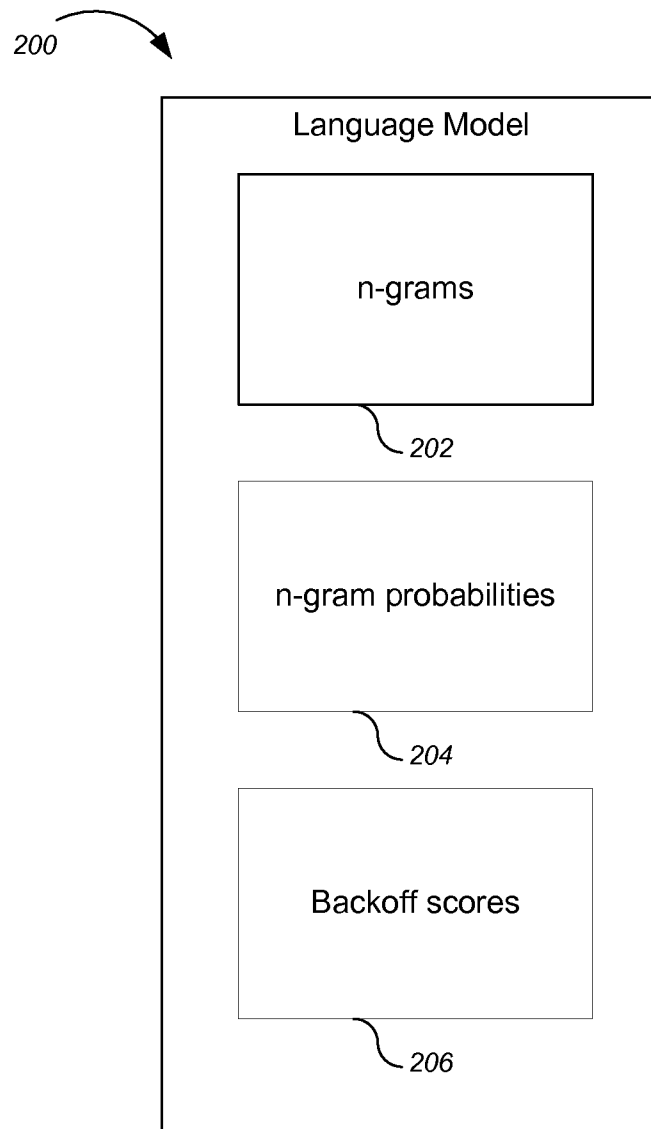 200
Language Model
n-grams
202
n-gram probabilities
204
Backoff scores
206